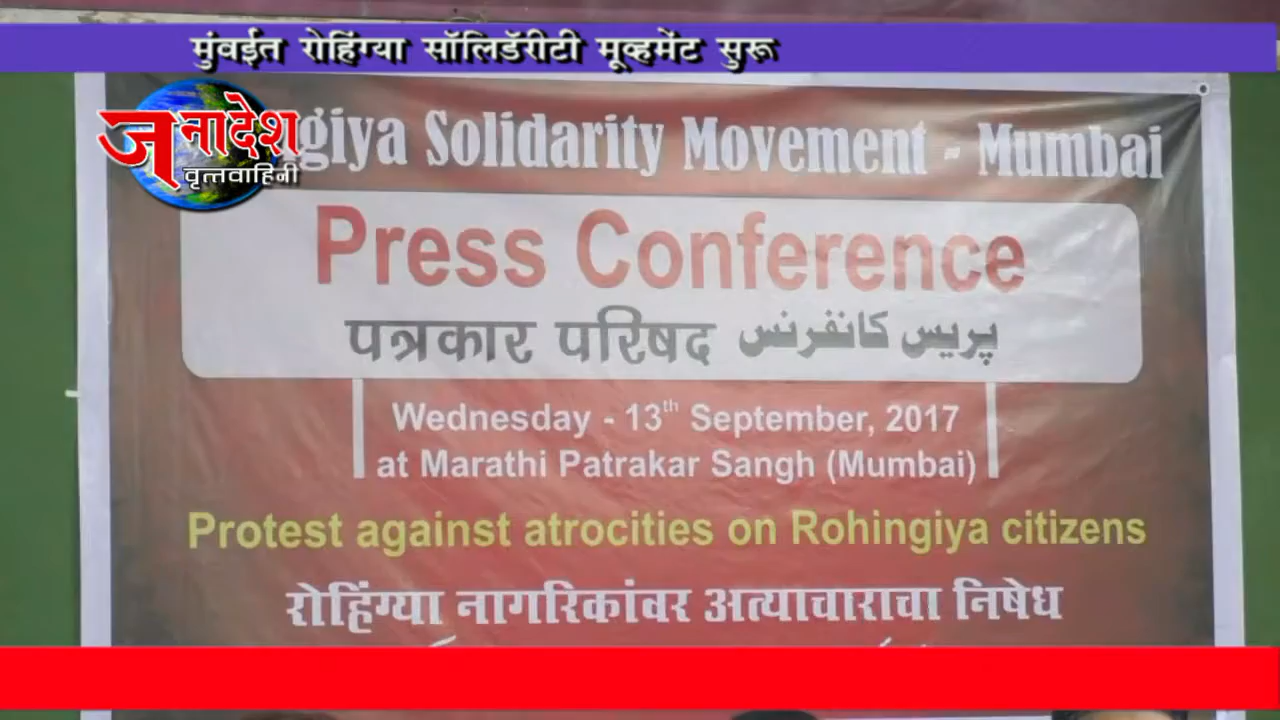 मुंबईत रोहिंग्या सॉलिडॅरीटी मूव्हमेंट सुरू
जनादेश
वृत्तवाहिनी
giya Solidarity Movement - Mumbai
Press Conference
पत्रकार परिषद پریس کانفرنس
Wednesday - 13th September, 2017
at Marathi Patrakar Sangh (Mumbai)
Protest against atrocities on Rohingiya citizens
रोहिंग्या नागरिकांवर अत्याचाराचा निषेध